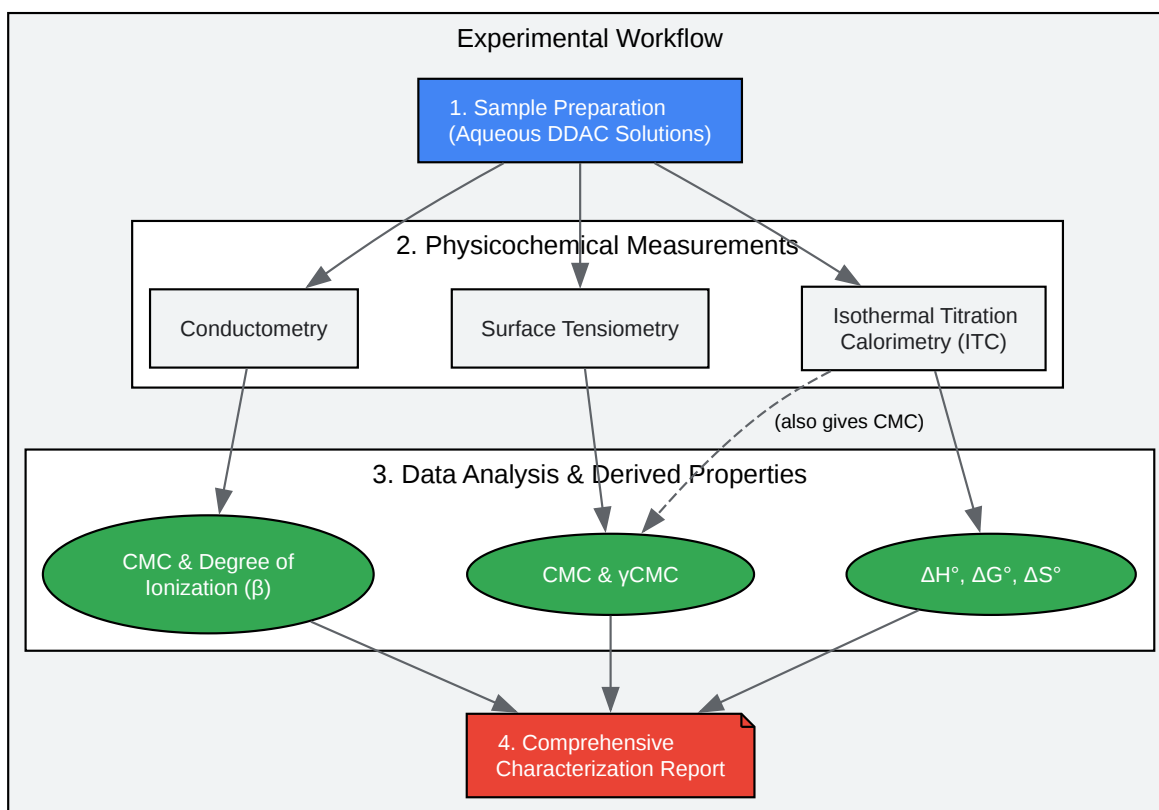 Experimental Workflow
1. Sample Preparation
(Aqueous DDAC Solutions)
2. Physicochemical Measurements
Conductometry
Surface Tensiometry
Isothermal Titration
Calorimetry (ITC)
(also gives CMC)
3. Data Analysis & Derived Properties
CMC & Degree of
Ionization (β)
CMC & γCMC
ΔH°, ΔG°, ΔS°
4. Comprehensive
Characterization Report